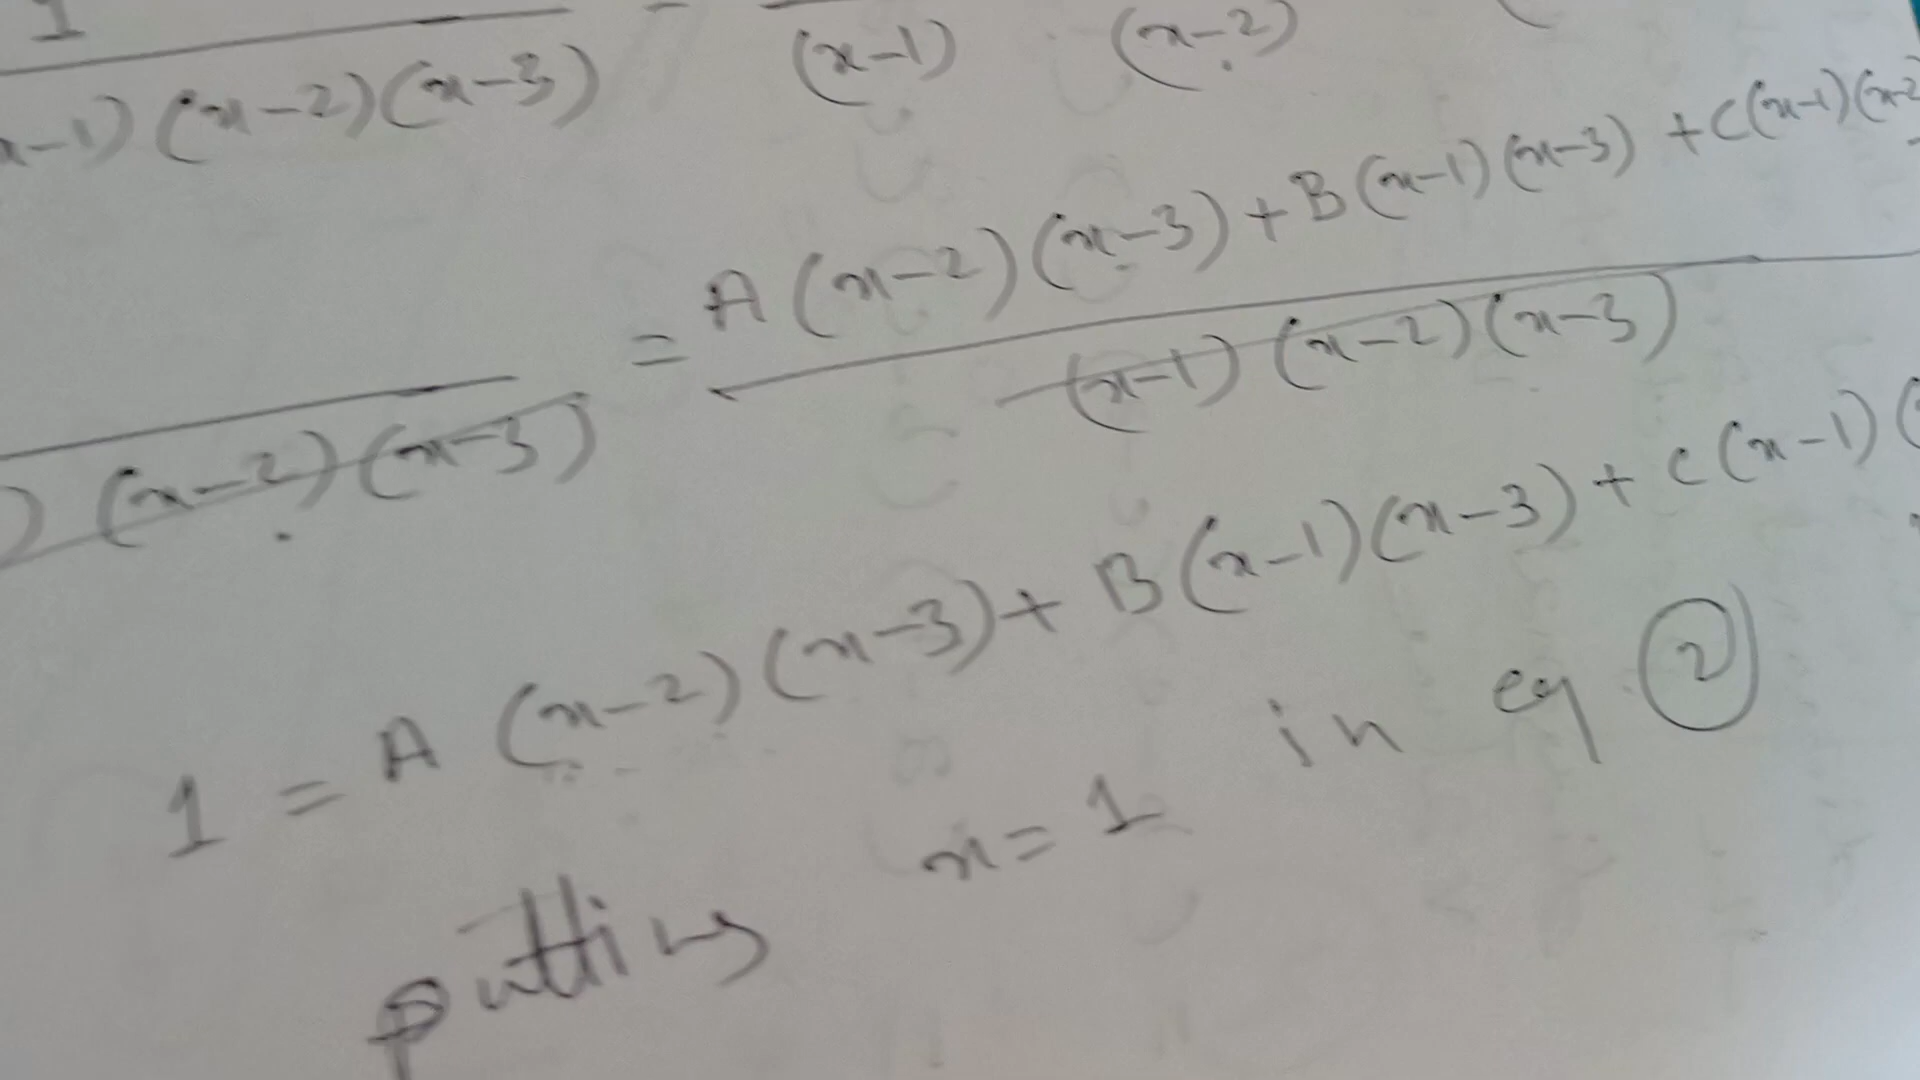 1
x-1)(x-2)(x-3) (x-1) (x-2)
= A(x-2)(x-3)+B(x-1)(x-3)+C(x-1)(x-2
(x-1)(x-2)(x-3)
)(x-2)(x-3)
1 = A (x-2)(x-3)+ B(x-1)(x-3)+ C(x-1)(
putting x=1 in eq 2